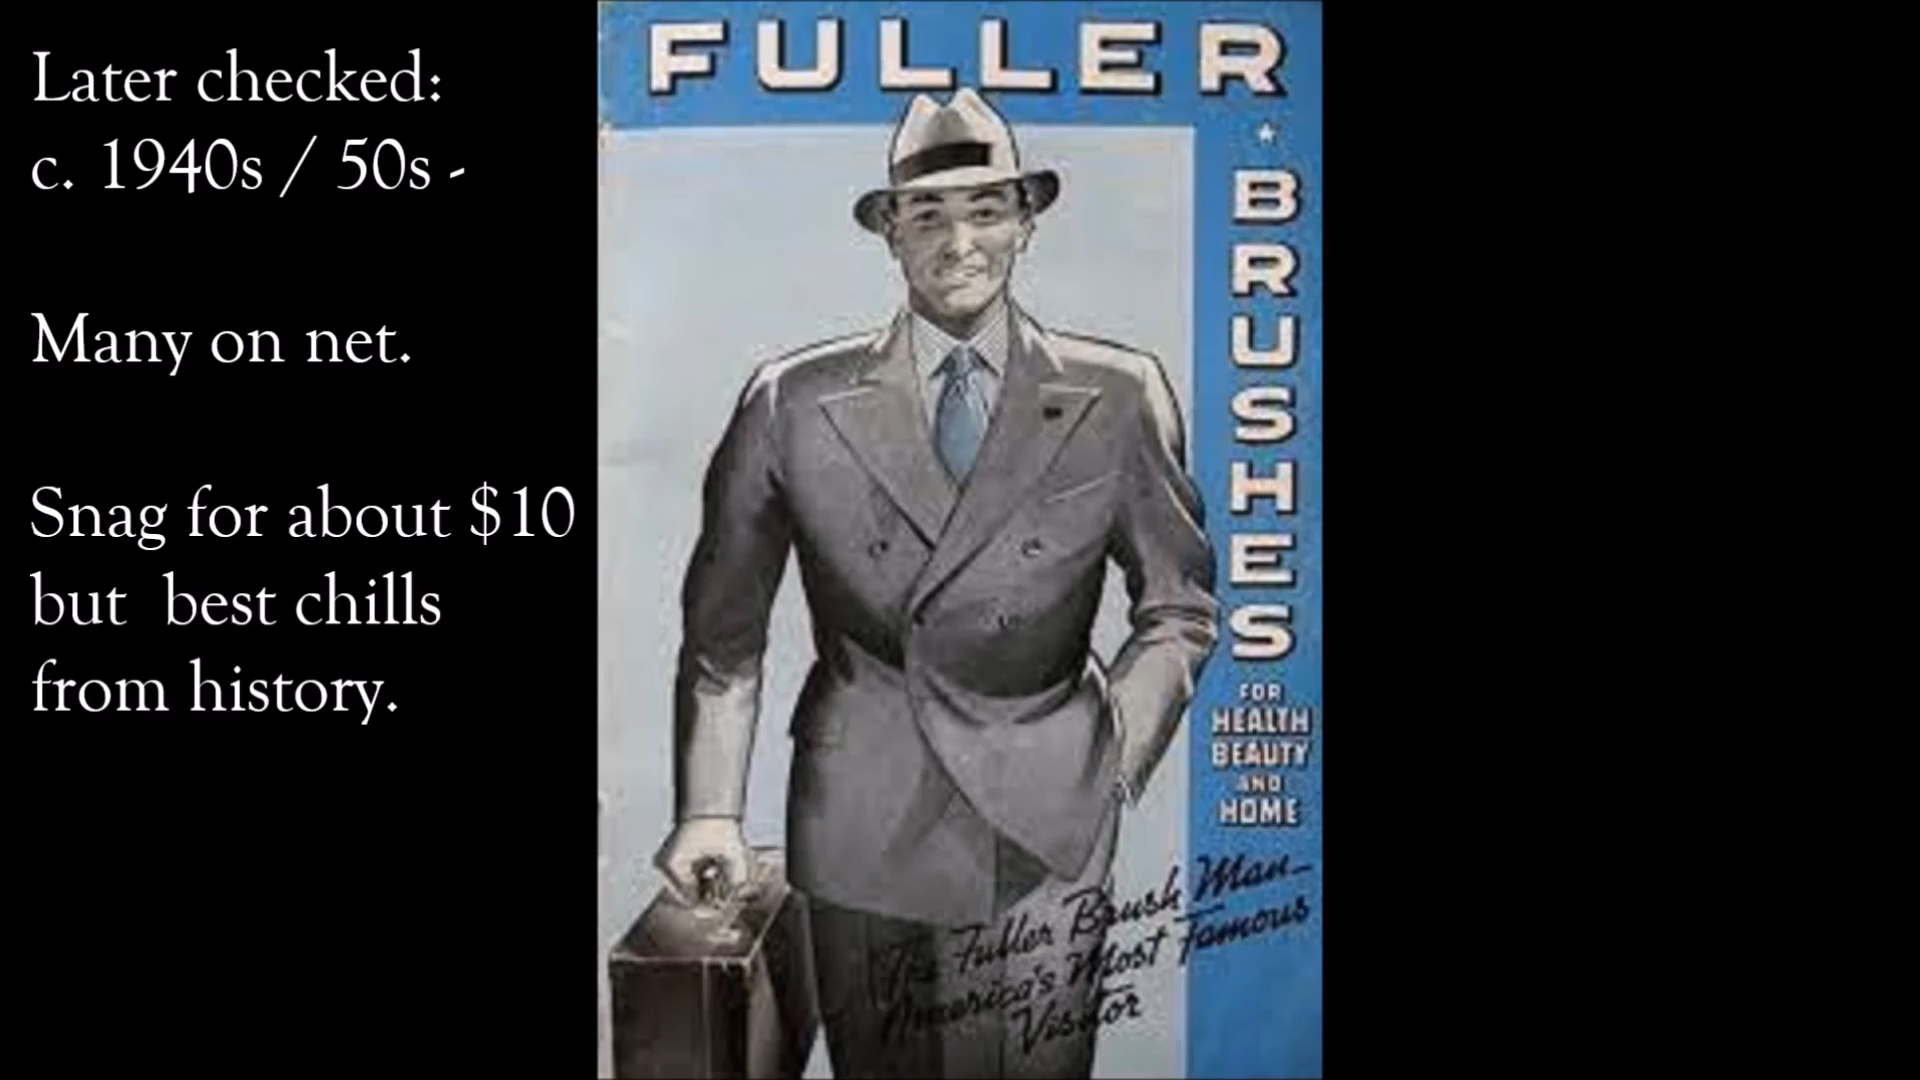 Later checked:
c. 1940s / 50s -
Many on net.
Snag for about $10
but best chills
from history.
FULLER
BRUSHES
FOR
HEALTH
BEAUTY
AND
HOME
The Fuller Brush Man-
America's Most Famous
Visitor